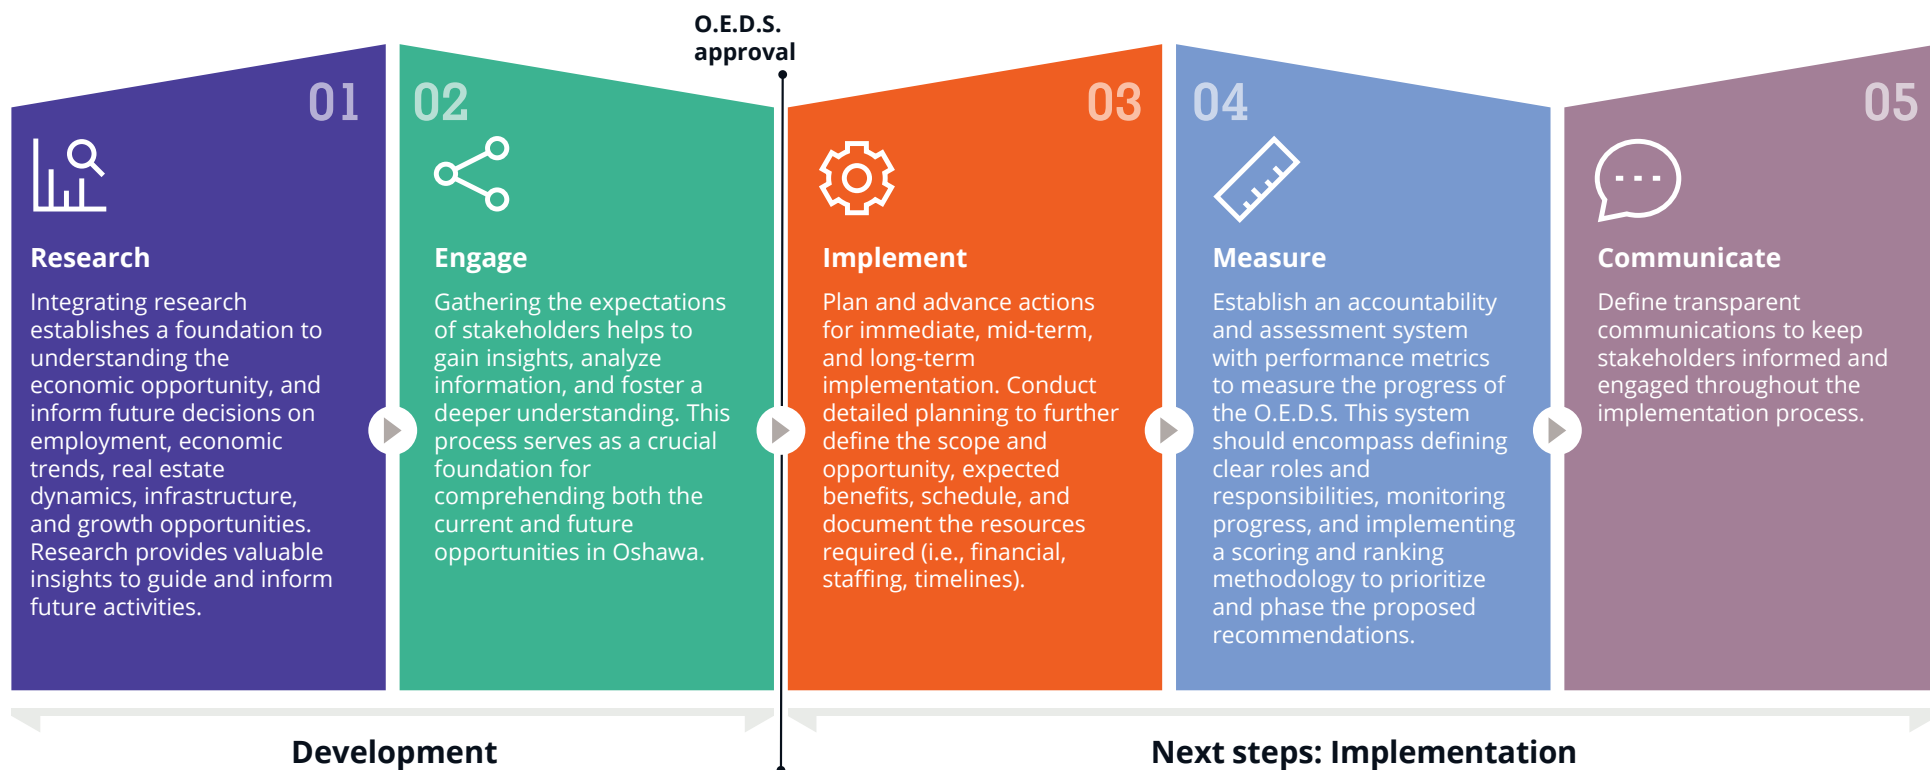 O.E.D.S.
approval
01
Research
Integrating research
establishes a foundation to
understanding the
economic opportunity, and
inform future decisions on
employment, economic
trends, real estate
dynamics, infrastructure,
and growth opportunities.
Research provides valuable
insights to guide and inform
future activities.
02
Engage
Gathering the expectations
of stakeholders helps to
gain insights, analyze
information, and foster a
deeper understanding. This
process serves as a crucial
foundation for
comprehending both the
current and future
opportunities in Oshawa.
03
Implement
Plan and advance actions
for immediate, mid-term,
and long-term
implementation. Conduct
detailed planning to further
define the scope and
opportunity, expected
benefits, schedule, and
document the resources
required (i.e., financial,
staffing, timelines).
04
Measure
Establish an accountability
and assessment system
with performance metrics
to measure the progress of
the O.E.D.S. This system
should encompass defining
clear roles and
responsibilities, monitoring
progress, and implementing
a scoring and ranking
methodology to prioritize
and phase the proposed
recommendations.
05
Communicate
Define transparent
communications to keep
stakeholders informed and
engaged throughout the
implementation process.
Development
Next steps: Implementation